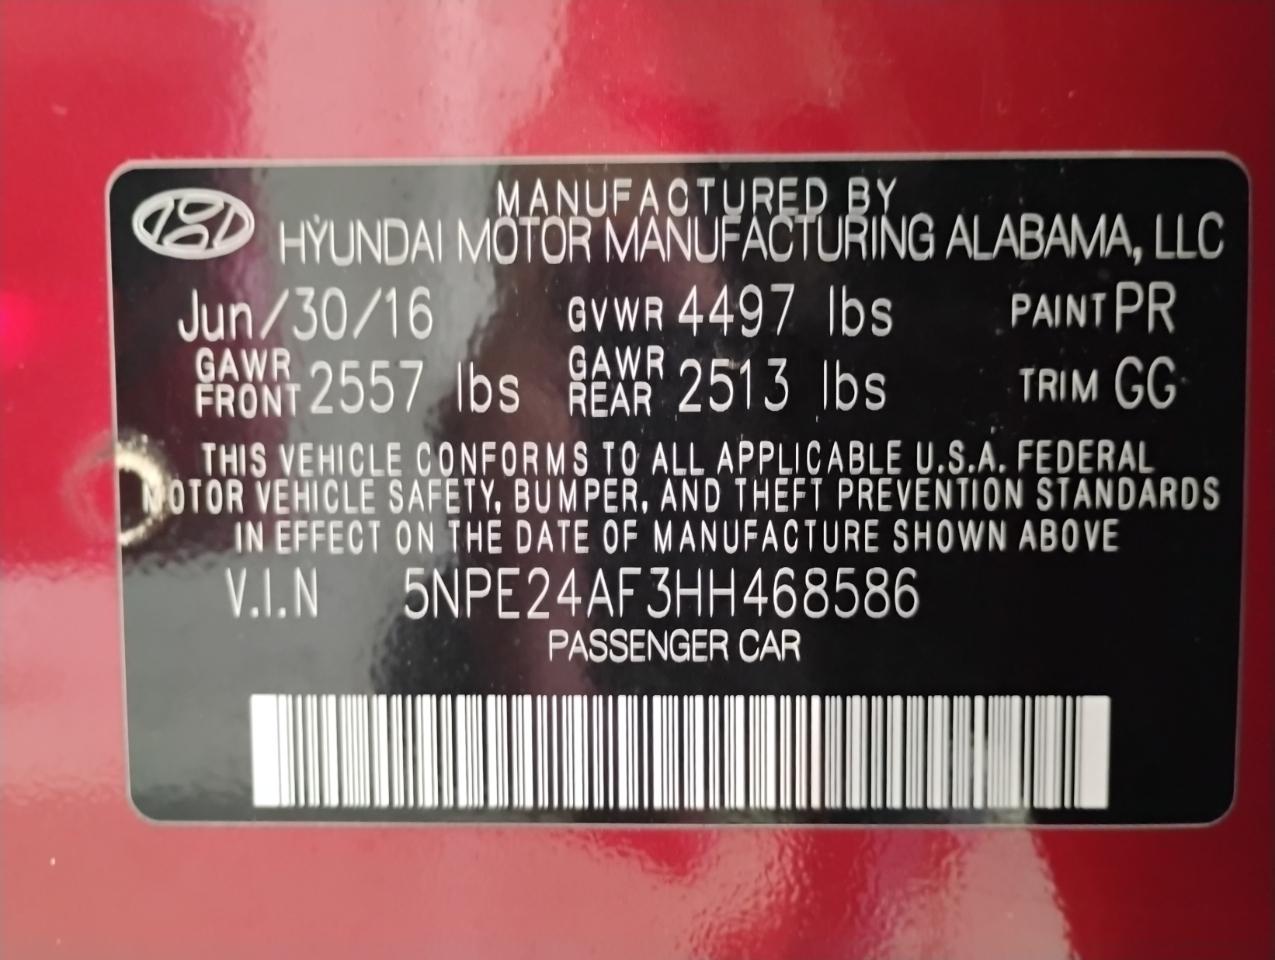 MANUFACTURED BY
HYUNDAI MOTOR MANUFACTURING ALABAMA, LLC
Jun/30/16 GVWR 4497 lbs PAINT PR
GAWR FRONT 2557 lbs GAWR REAR 2513 lbs TRIM GG
THIS VEHICLE CONFORMS TO ALL APPLICABLE U.S.A. FEDERAL
MOTOR VEHICLE SAFETY, BUMPER, AND THEFT PREVENTION STANDARDS
IN EFFECT ON THE DATE OF MANUFACTURE SHOWN ABOVE
V.I.N 5NPE24AF3HH468586
PASSENGER CAR